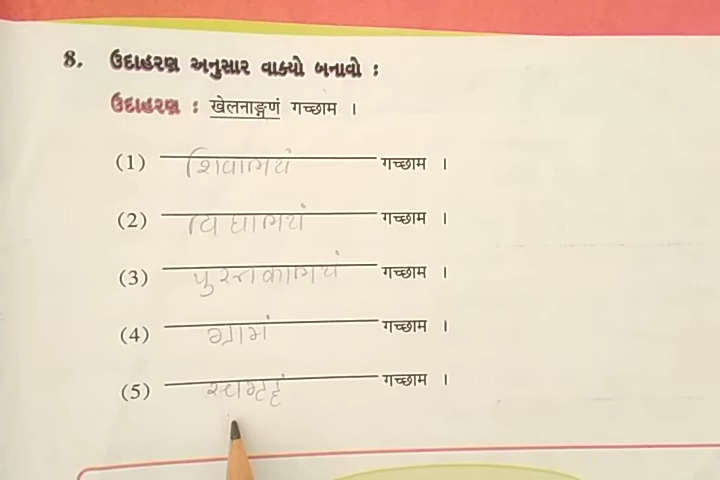 8. ઉદાહરણ અનુસાર વાક્યો બનાવો :
ઉદાહરણ : खेलनाङ्गणं गच्छाम ।
(1) शिवालयं गच्छाम ।
(2) विद्यालयं गच्छाम ।
(3) पुस्तकालयं गच्छाम ।
(4) ग्रामं गच्छाम ।
(5) गच्छाम ।